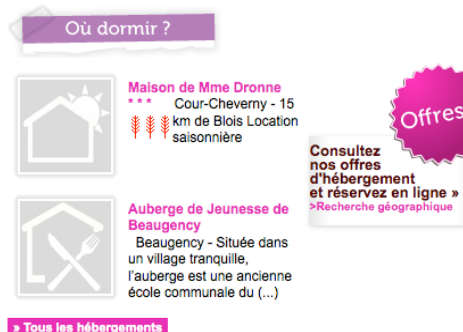 Où dormir ?
Maison de Mme Dronne
* * * Cour-Cheverny - 15
km de Blois Location
saisonnière
Offres
Consultez
nos offres
d'hébergement
et réservez en ligne »
>Recherche géographique
Auberge de Jeunesse de
Beaugency
Beaugency - Située dans
un village tranquille,
l'auberge est une ancienne
école communale du (...)
» Tous les hébergements